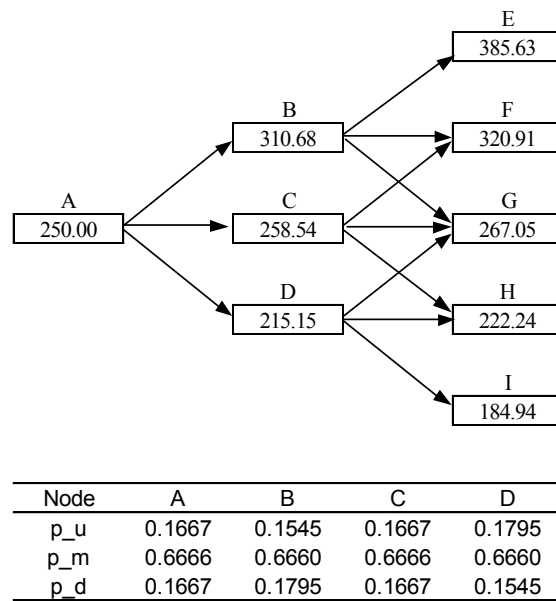 E
385.63
B
F
310.68
320.91
A
C
G
250.00
258.54
267.05
D
H
215.15
222.24
I
184.94
Node A B C D
p_u 0.1667 0.1545 0.1667 0.1795
p_m 0.6666 0.6660 0.6666 0.6660
p_d 0.1667 0.1795 0.1667 0.1545